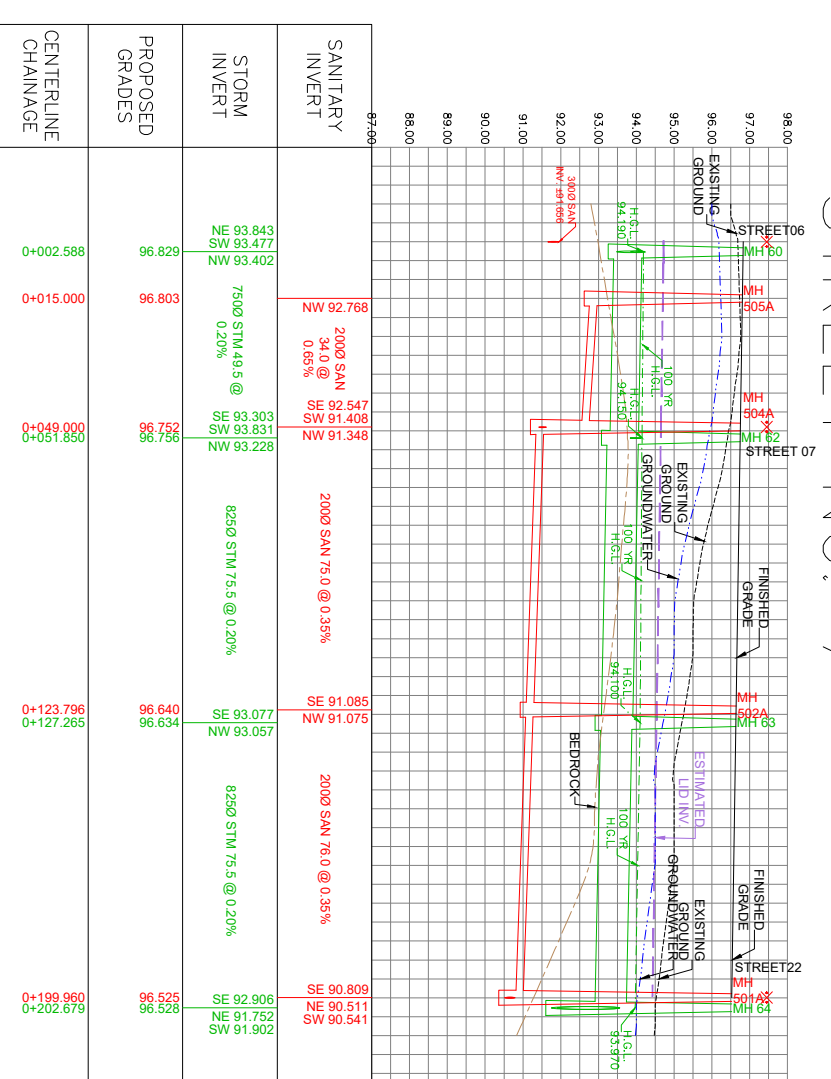 98.00
97.00
96.00
95.00
94.00
93.00
92.00
91.00
90.00
89.00
88.00
87.00
EXISTING
GROUND
STREET06
MH 60
H.G.L.
94.190
300Ø SAN
INV. ±91.656
MH
505A
100 YR
H.G.L.
MH
504A
MH 62
STREET 07
H.G.L.
94.150
EXISTING
GROUND
GROUNDWATER
100 YR
H.G.L.
FINISHED
GRADE
H.G.L.
94.100
MH
502A
MH 63
BEDROCK
ESTIMATED
LID INV.
100 YR
H.G.L.
FINISHED
GRADE
EXISTING
GROUND
GROUNDWATER
STREET22
MH
501A
MH 64
H.G.L.
93.970
SANITARY
INVERT
NW 92.768
200Ø SAN
34.0 @
0.65%
SE 92.547
SW 91.408
NW 91.348
200Ø SAN 75.0 @ 0.35%
SE 91.085
NW 91.075
200Ø SAN 76.0 @ 0.35%
SE 90.809
NE 90.511
SW 90.541
STORM
INVERT
NE 93.843
SW 93.477
NW 93.402
750Ø STM 49.5 @
0.20%
SE 93.303
SW 93.831
NW 93.228
825Ø STM 75.5 @ 0.20%
SE 93.077
NW 93.057
825Ø STM 75.5 @ 0.20%
SE 92.906
NE 91.752
SW 91.902
PROPOSED
GRADES
96.829
96.803
96.752
96.756
96.640
96.634
96.525
96.528
CENTERLINE
CHAINAGE
0+002.588
0+015.000
0+049.000
0+051.850
0+123.796
0+127.265
0+199.960
0+202.679